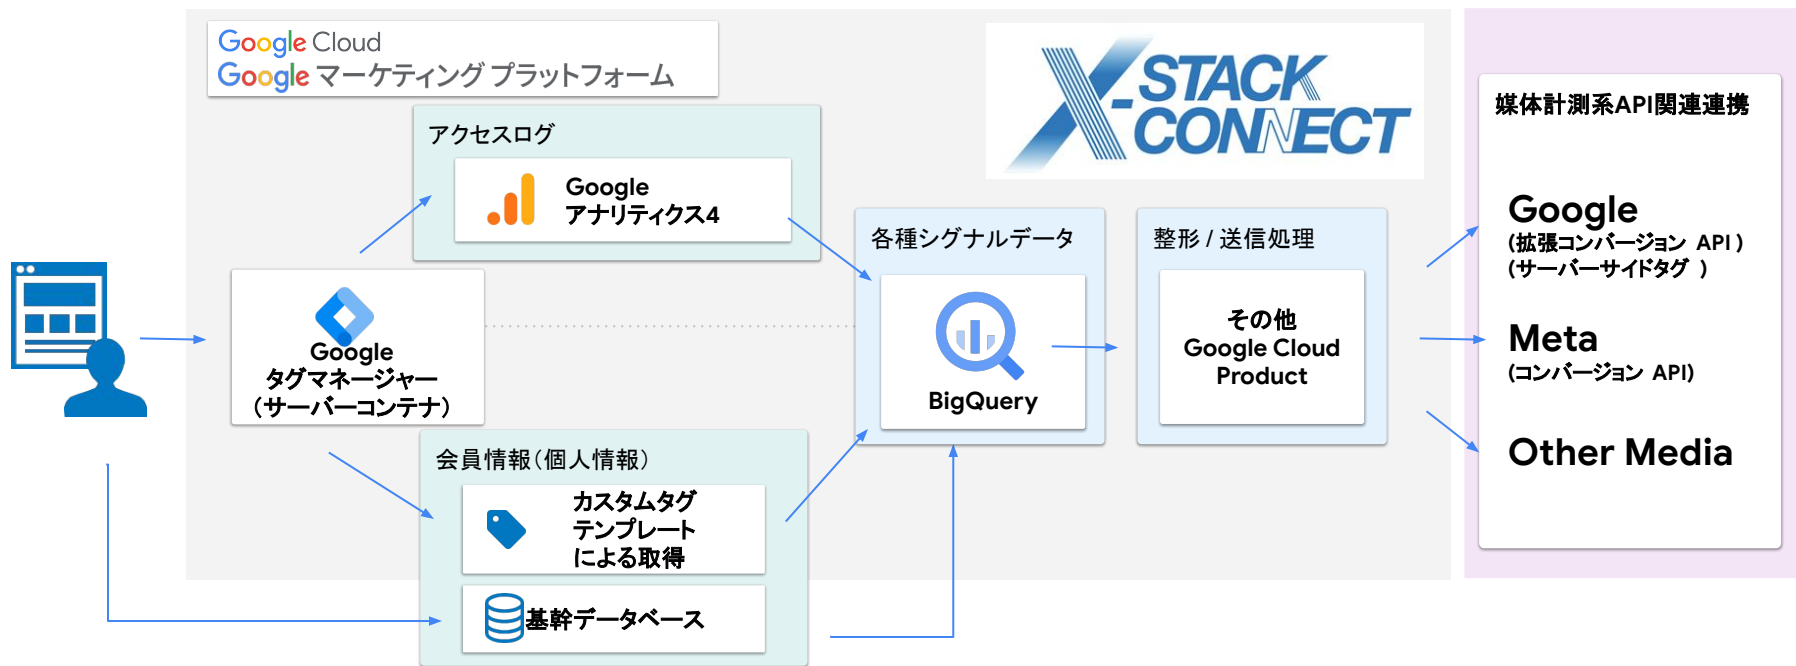 Google Cloud
Google マーケティング プラットフォーム
X-STACK
CONNECT
アクセスログ
Google
アナリティクス4
Google
タグマネージャー
（サーバーコンテナ）
会員情報（個人情報）
カスタムタグ
テンプレート
による取得
基幹データベース
各種シグナルデータ
BigQuery
整形 / 送信処理
その他
Google Cloud
Product
媒体計測系API関連連携
Google
(拡張コンバージョン API )
(サーバーサイドタグ )
Meta
(コンバージョン API)
Other Media